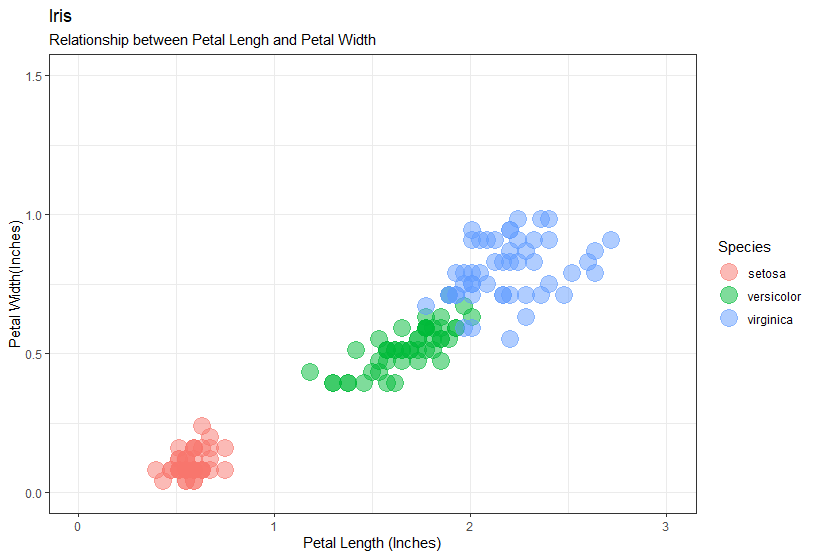 Iris
Relationship between Petal Lengh and Petal Width
1.5
1.0
0.5
0.0
Petal Width(Inches)
0
1
2
3
Petal Length (Inches)
Species
setosa
versicolor
virginica